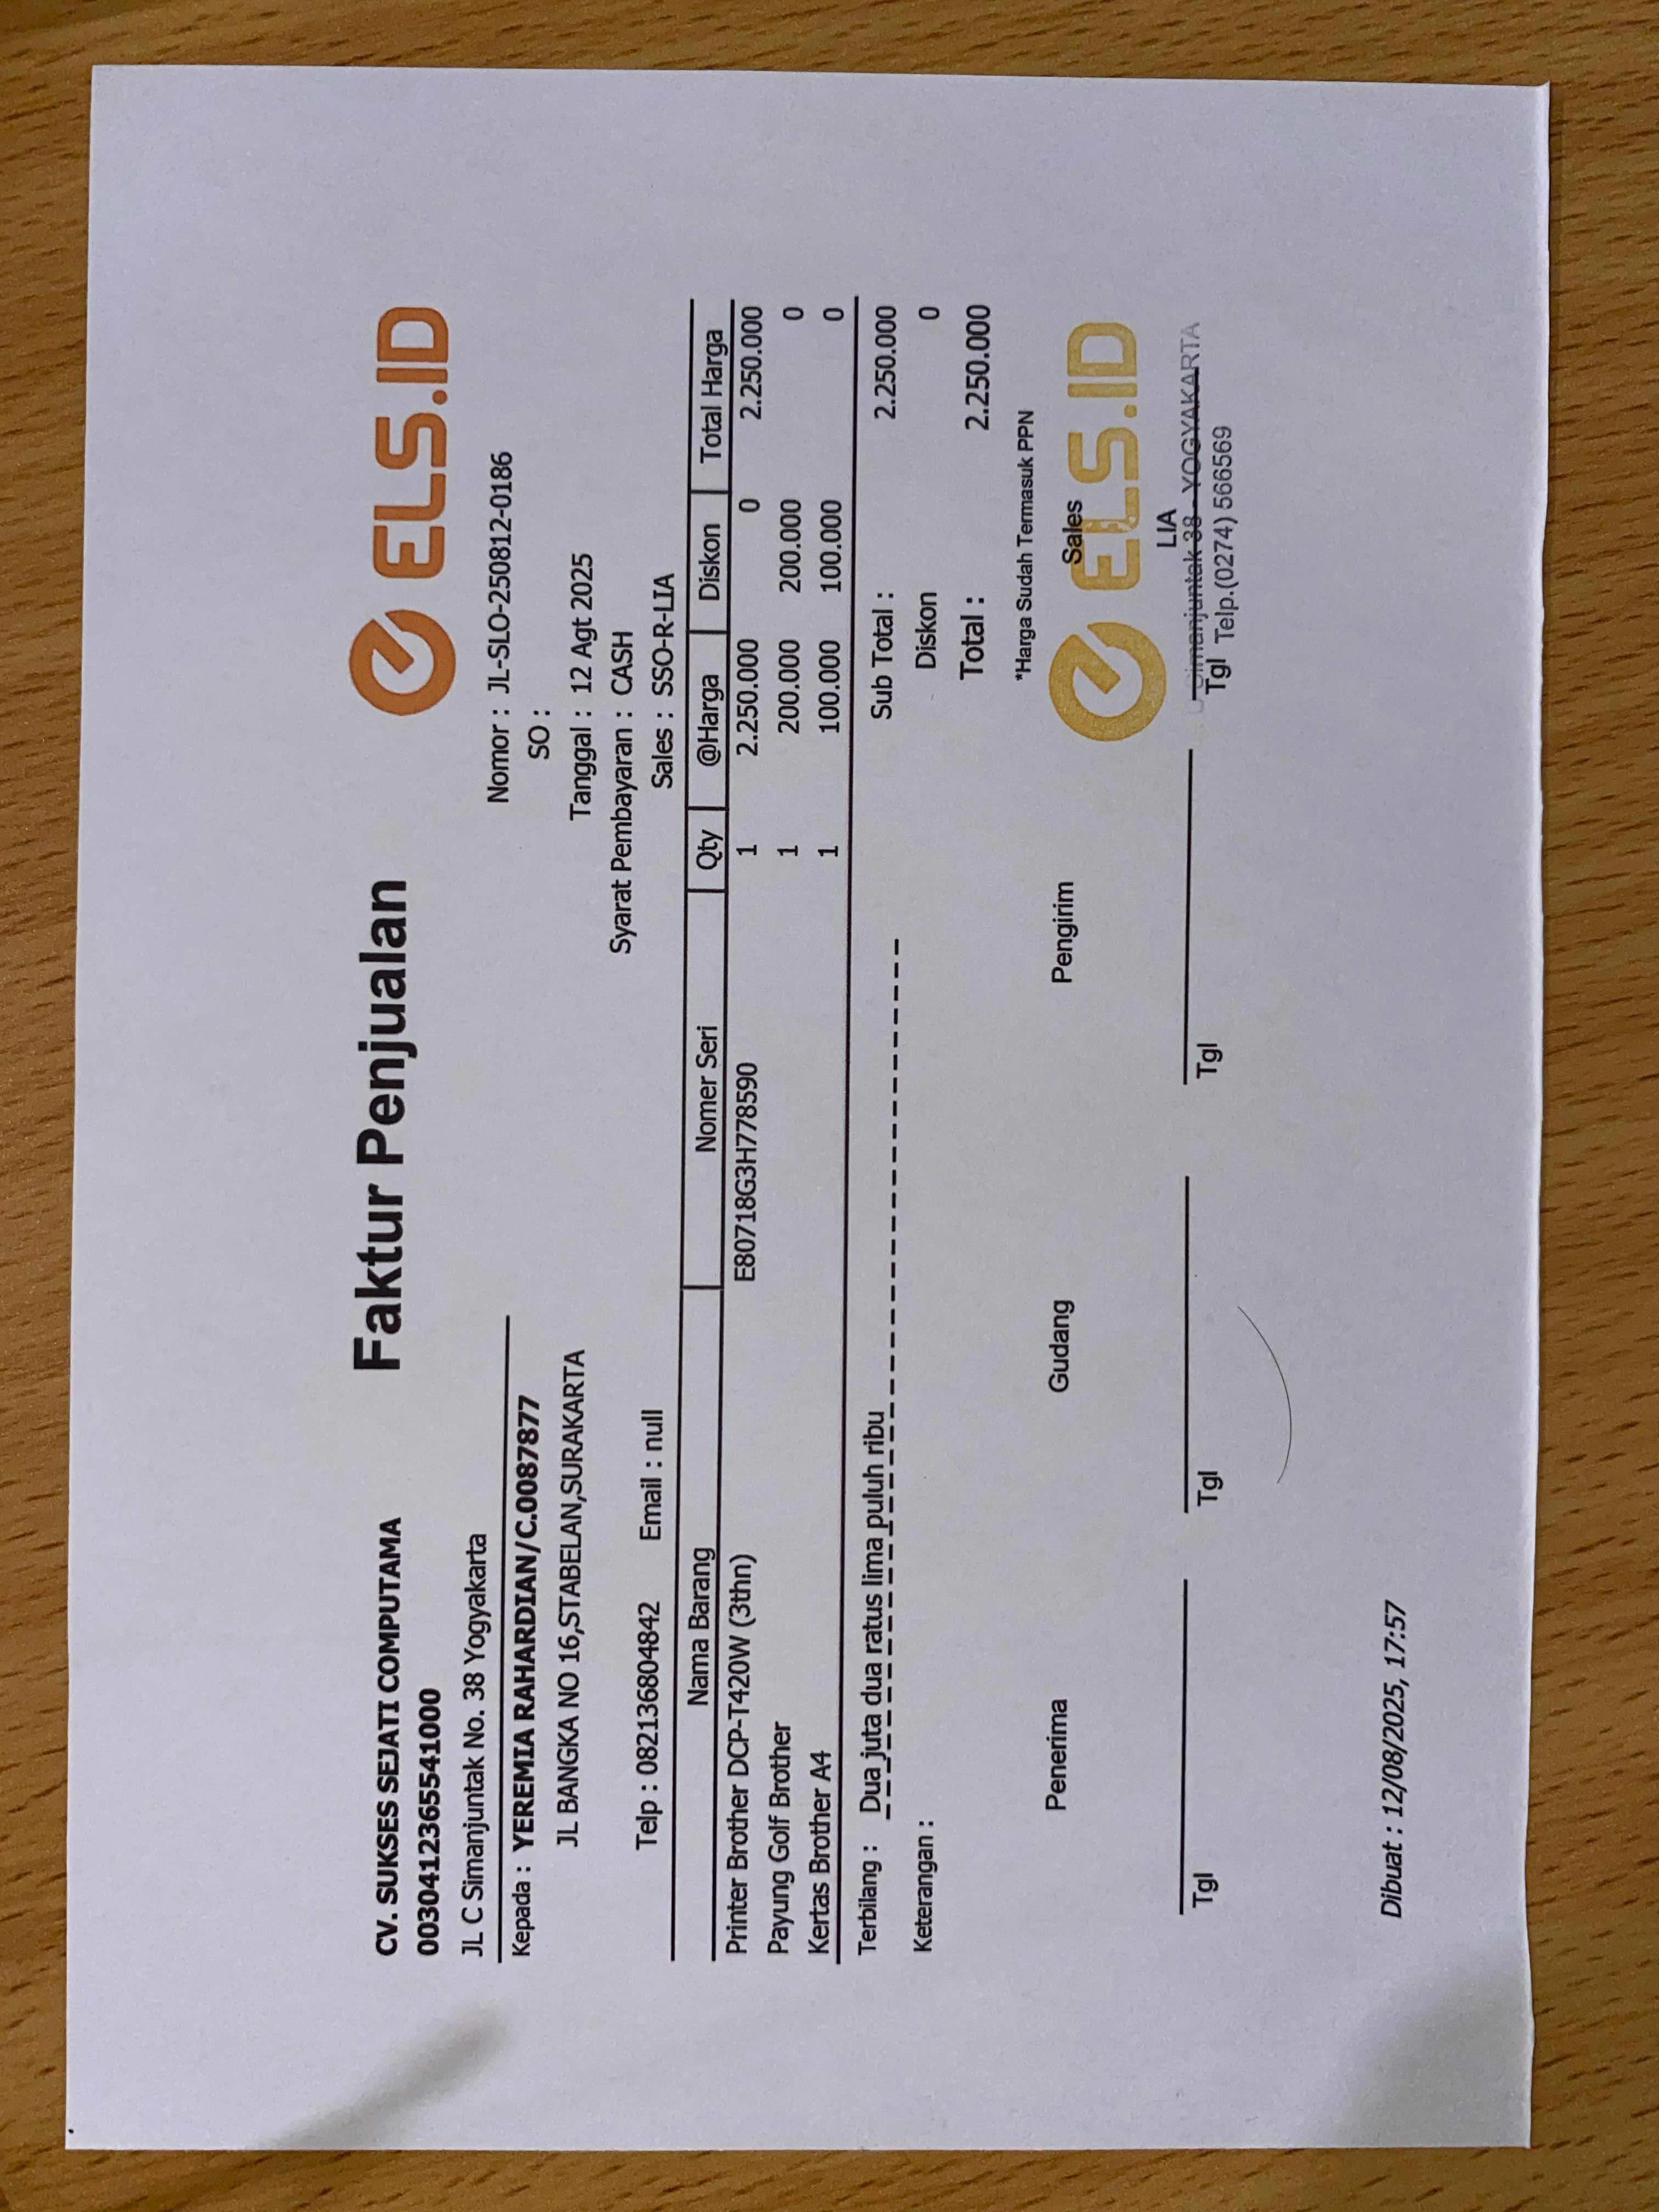 CV. SUKSES SEJATI COMPUTAMA
0030412365541000
JL C Simanjuntak No. 38 Yogyakarta
Faktur Penjualan
ELS.ID
Kepada : YEREMIA RAHARDIAN/C.0087877
JL BANGKA NO 16,STABELAN,SURAKARTA
Telp : 082136804842 Email : null
Nomor : JL-SLO-250812-0186
SO :
Tanggal : 12 Agt 2025
Syarat Pembayaran : CASH
Sales : SSO-R-LIA
Nama Barang Nomer Seri Qty @Harga Diskon Total Harga
Printer Brother DCP-T420W (3thn) E80718G3H778590 1 2.250.000 0 2.250.000
Payung Golf Brother 1 200.000 200.000 0
Kertas Brother A4 1 100.000 100.000 0
Terbilang : Dua juta dua ratus lima puluh ribu
Keterangan :
Sub Total : 2.250.000
Diskon 0
Total : 2.250.000
*Harga Sudah Termasuk PPN
Penerima Gudang Pengirim Sales
ELS.ID
LIA
Simanjuntak 38 - YOGYAKARTA
Tgl Tgl Tgl Tgl Telp.(0274) 566569
Dibuat : 12/08/2025, 17:57